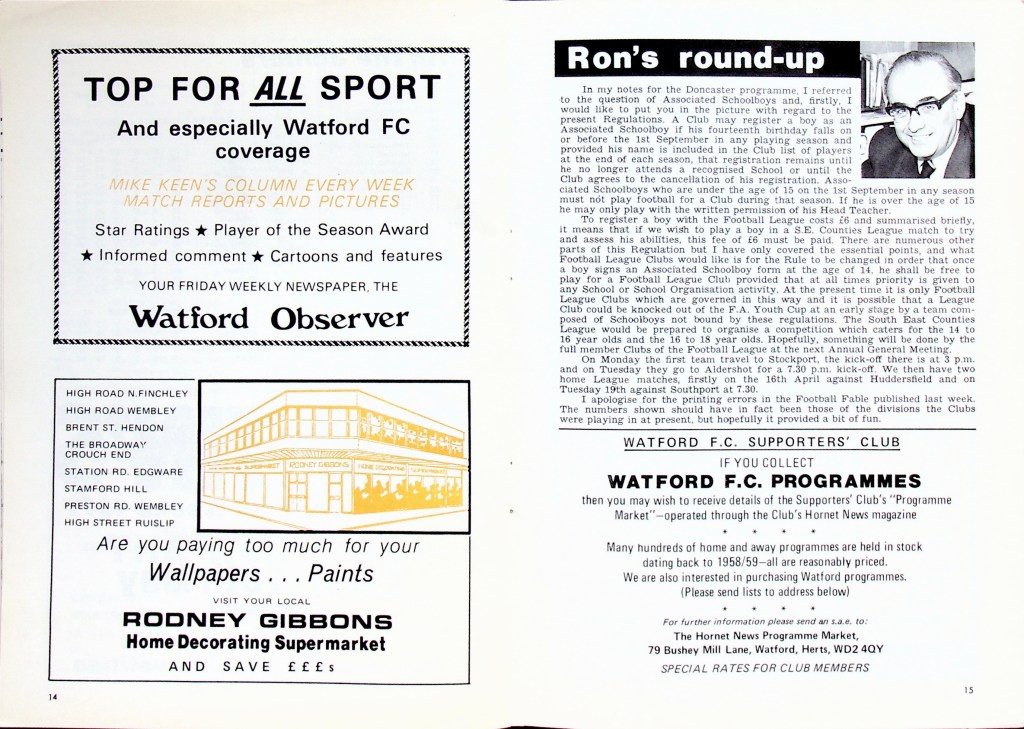 TOP FOR ALL SPORT
And especially Watford FC
coverage
MIKE KEEN'S COLUMN EVERY WEEK
MATCH REPORTS AND PICTURES
Star Ratings ★ Player of the Season Award
★ Informed comment ★ Cartoons and features
YOUR FRIDAY WEEKLY NEWSPAPER, THE
Watford Observer
HIGH ROAD N.FINCHLEY
HIGH ROAD WEMBLEY
BRENT ST. HENDON
THE BROADWAY
CROUCH END
STATION RD. EDGWARE
STAMFORD HILL
PRESTON RD. WEMBLEY
HIGH STREET RUISLIP
RODNEY GIBBONS
Are you paying too much for your
Wallpapers . . . Paints
VISIT YOUR LOCAL
RODNEY GIBBONS
Home Decorating Supermarket
AND SAVE £££s
14
Ron's round-up
In my notes for the Doncaster programme, I referred
to the question of Associated Schoolboys and, firstly, I
would like to put you in the picture with regard to the
present Regulations. A Club may register a boy as an
Associated Schoolboy if his fourteenth birthday falls on
or before the 1st September in any playing season and
provided his name is included in the Club list of players
at the end of each season, that registration remains until
he no longer attends a recognised School or until the
Club agrees to the cancellation of his registration. Asso-
ciated Schoolboys who are under the age of 15 on the 1st September in any season
must not play football for a Club during that season. If he is over the age of 15
he may only play with the written permission of his Head Teacher.
To register a boy with the Football League costs £6 and summarised briefly,
it means that if we wish to play a boy in a S.E. Counties League match to try
and assess his abilities, this fee of £6 must be paid. There are numerous other
parts of this Regulation but I have only covered the essential points, and what
Football League Clubs would like is for the Rule to be changed in order that once
a boy signs an Associated Schoolboy form at the age of 14, he shall be free to
play for a Football League Club provided that at all times priority is given to
any School or School Organisation activity. At the present time it is only Football
League Clubs which are governed in this way and it is possible that a League
Club could be knocked out of the F.A. Youth Cup at an early stage by a team com-
posed of Schoolboys not bound by these regulations. The South East Counties
League would be prepared to organise a competition which caters for the 14 to
16 year olds and the 16 to 18 year olds. Hopefully, something will be done by the
full member Clubs of the Football League at the next Annual General Meeting.
On Monday the first team travel to Stockport, the kick-off there is at 3 p.m.
and on Tuesday they go to Aldershot for a 7.30 p.m. kick-off. We then have two
home League matches, firstly on the 16th April against Huddersfield and on
Tuesday 19th against Southport at 7.30.
I apologise for the printing errors in the Football Fable published last week.
The numbers shown should have in fact been those of the divisions the Clubs
were playing in at present, but hopefully it provided a bit of fun.
WATFORD F.C. SUPPORTERS' CLUB
IF YOU COLLECT
WATFORD F.C. PROGRAMMES
then you may wish to receive details of the Supporters' Club's "Programme
Market"—operated through the Club's Hornet News magazine
* * * *
Many hundreds of home and away programmes are held in stock
dating back to 1958/59—all are reasonably priced.
We are also interested in purchasing Watford programmes.
(Please send lists to address below)
* * * *
For further information please send an s.a.e. to:
The Hornet News Programme Market,
79 Bushey Mill Lane, Watford, Herts, WD2 4QY
SPECIAL RATES FOR CLUB MEMBERS
15